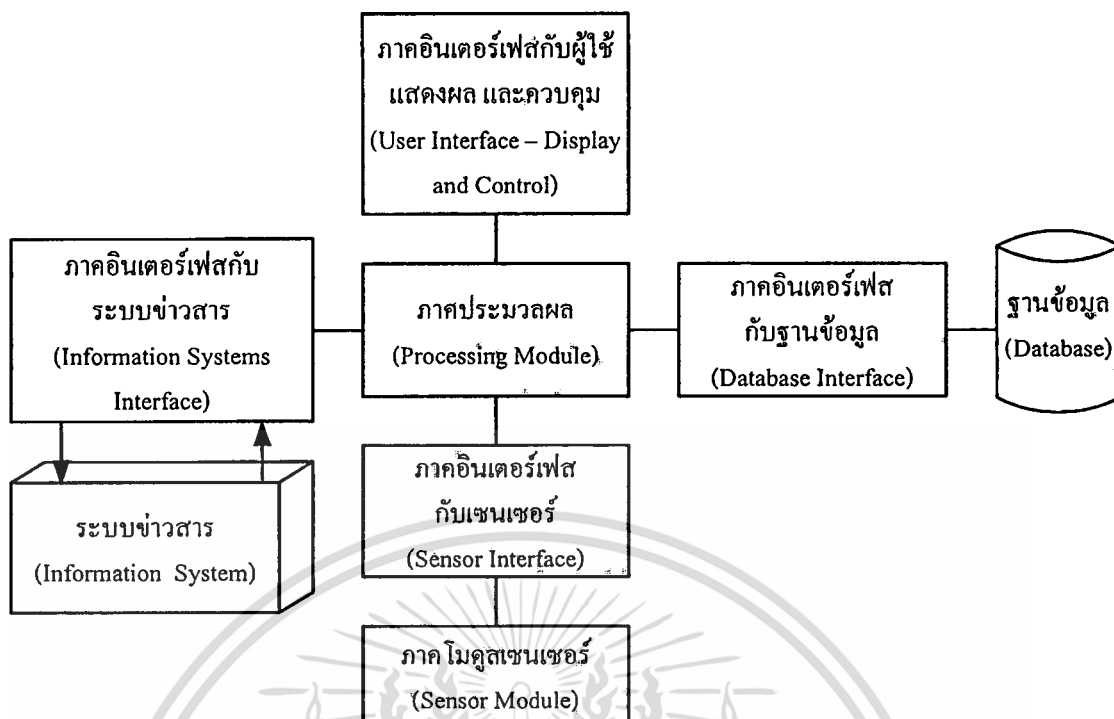 ภาคอินเตอร์เฟสกับผู้ใช้
แสดงผล และควบคุม
(User Interface – Display
and Control)
ภาคอินเตอร์เฟสกับ
ระบบข่าวสาร
(Information Systems
Interface)
ภาศประมวลผล
(Processing Module)
ภาคอินเตอร์เฟส
กับฐานข้อมูล
(Database Interface)
ฐานข้อมูล
(Database)
ระบบข่าวสาร
(Information System)
ภาคอินเตอร์เฟส
กับเซนเซอร์
(Sensor Interface)
ภาคโมดูสเซนเซอร์
(Sensor Module)